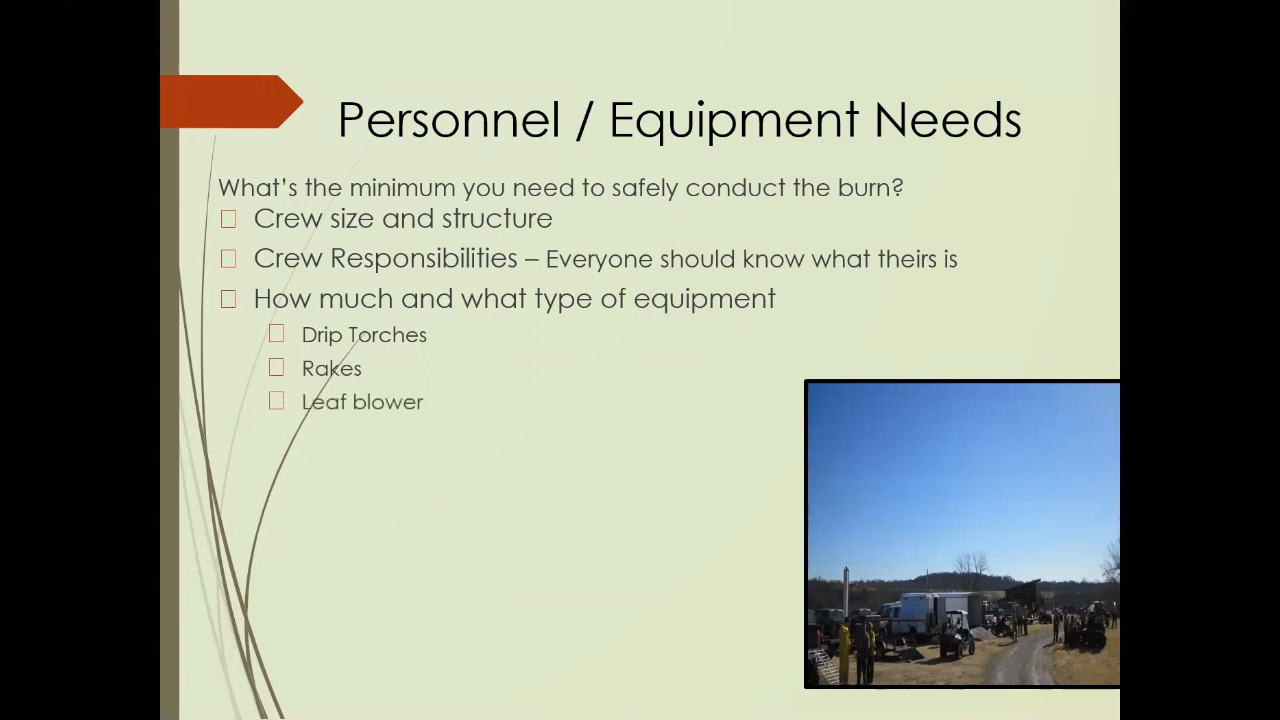 Personnel / Equipment Needs
What's the minimum you need to safely conduct the burn?
Crew size and structure
Crew Responsibilities – Everyone should know what theirs is
How much and what type of equipment
Drip Torches
Rakes
Leaf blower